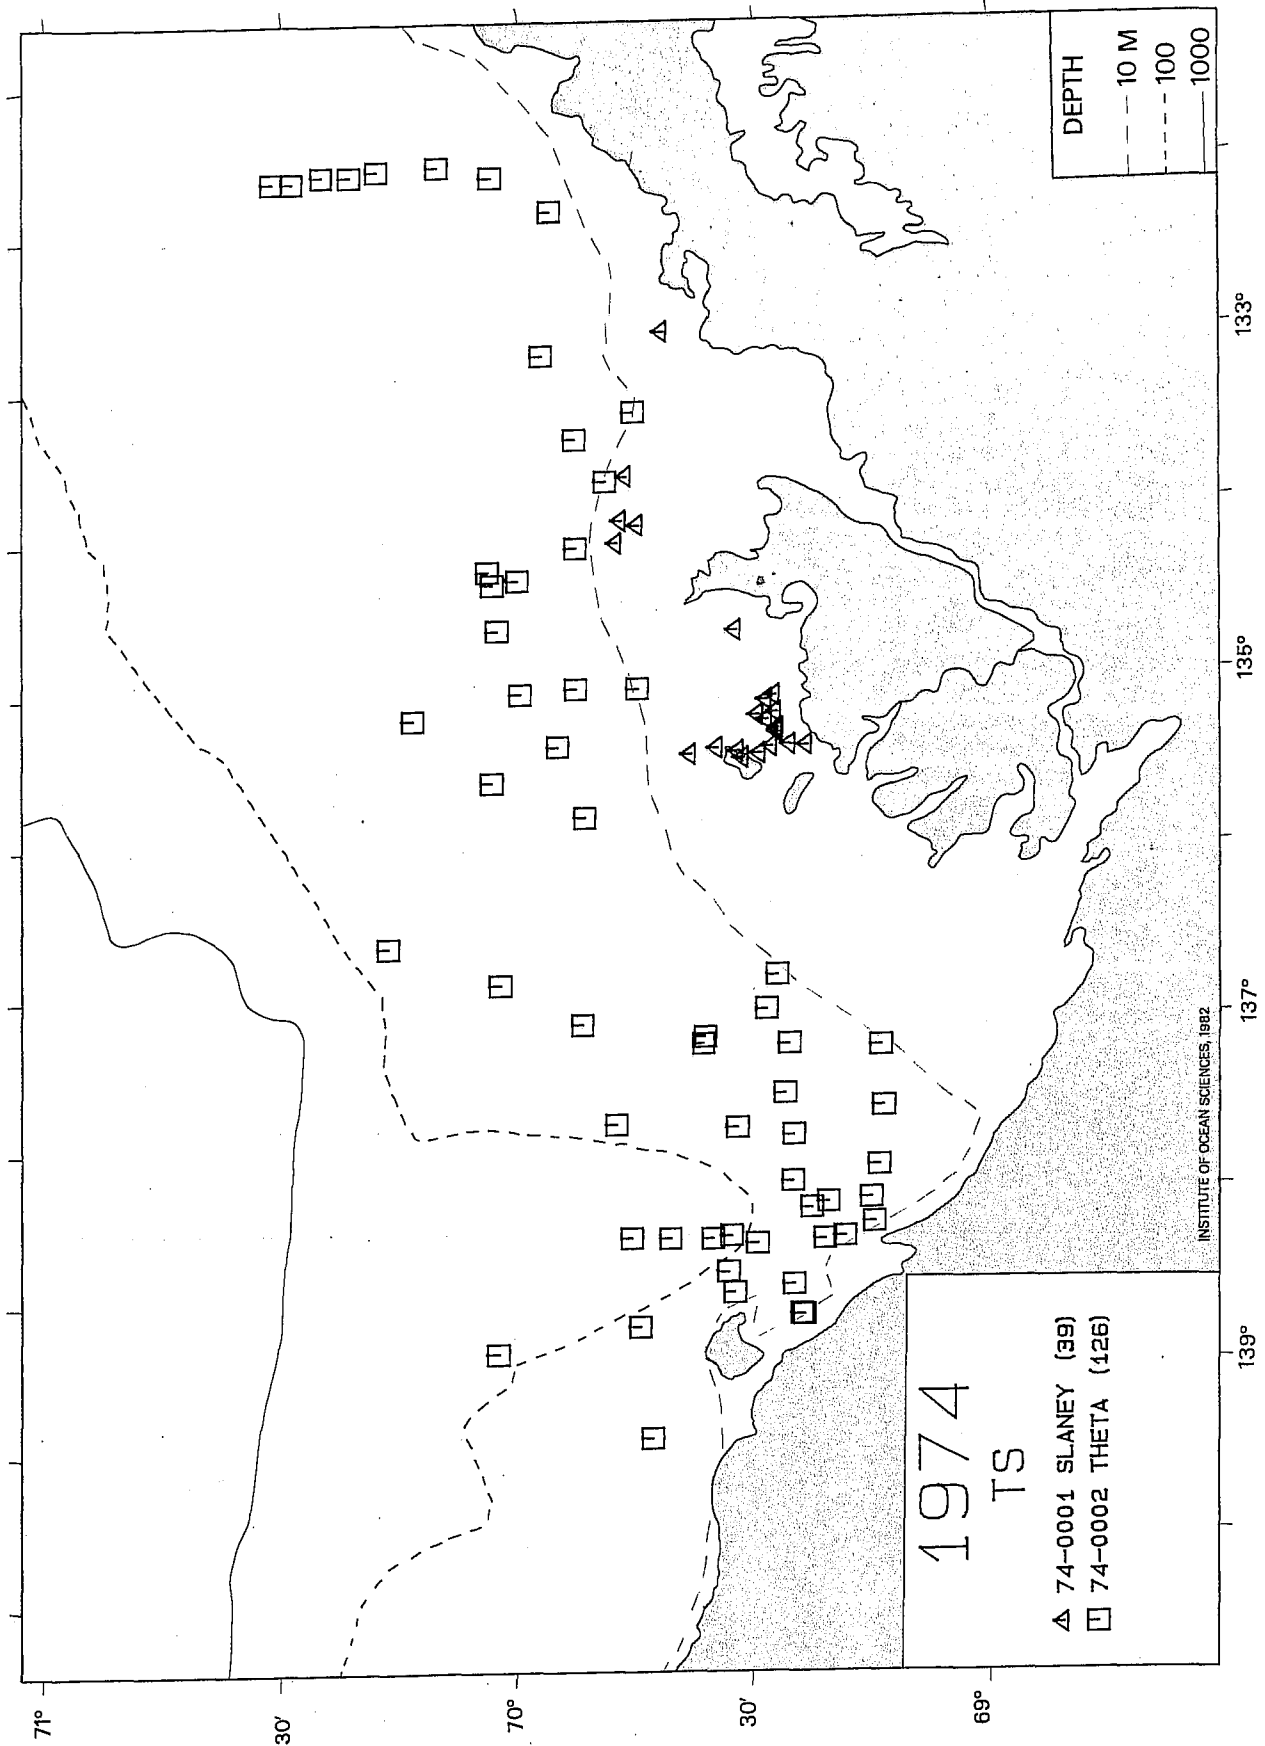 71°
30'
70°
30'
69°
139°
137°
135°
133°
1974
TS
74-0001 SLANEY (39)
74-0002 THETA (126)
INSTITUTE OF OCEAN SCIENCES, 1982
DEPTH
10 M
100
1000